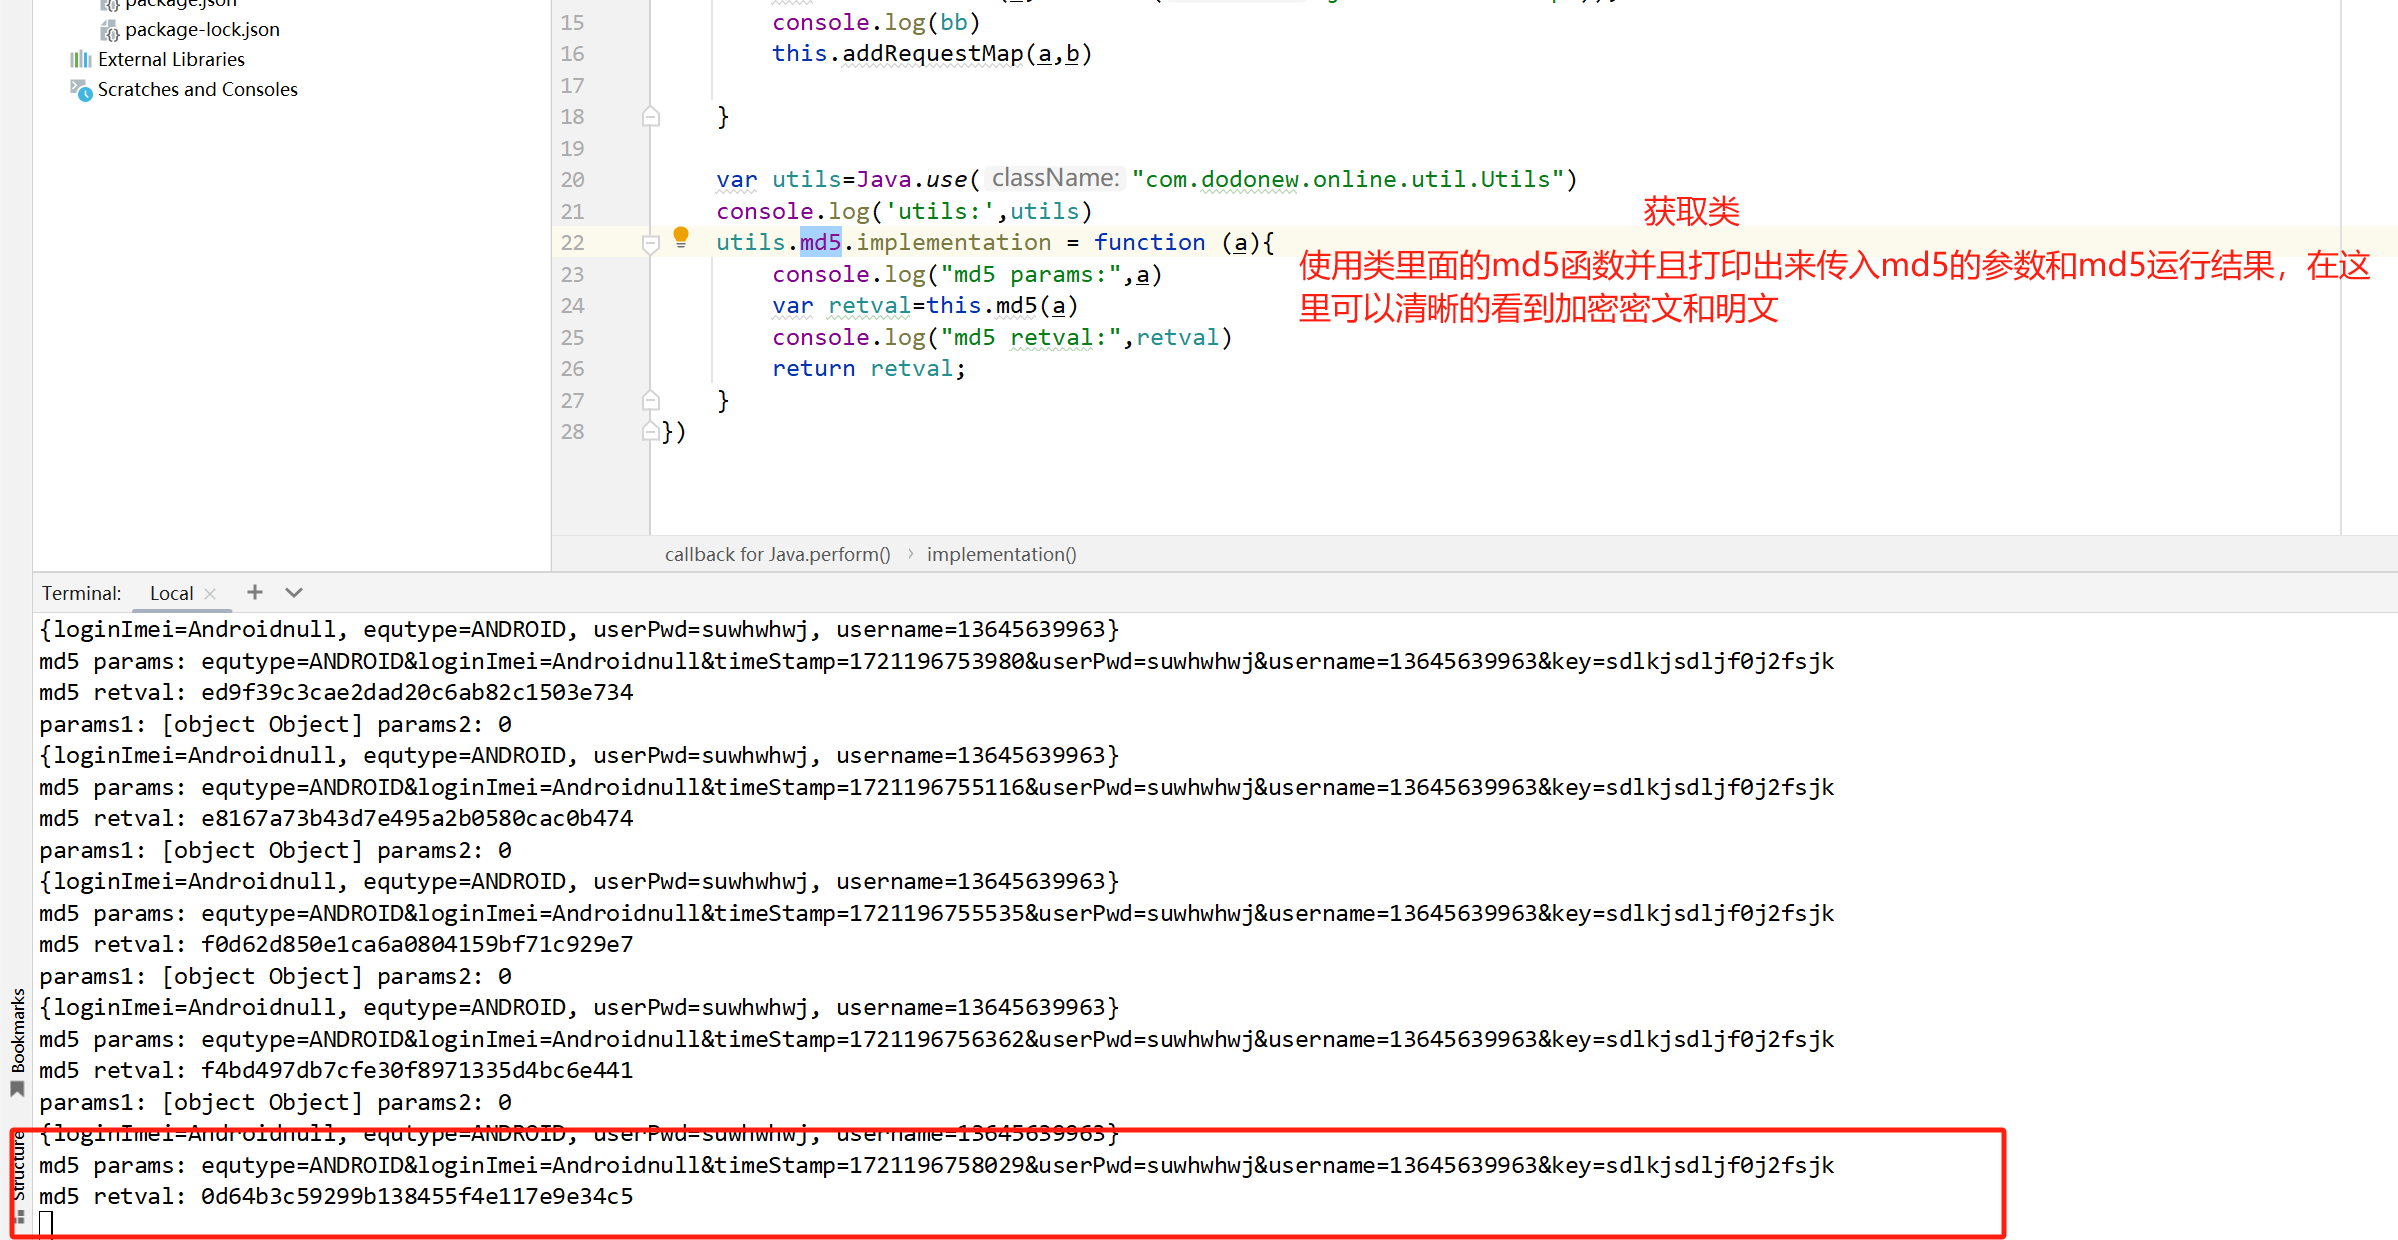 package.json
package-lock.json
External Libraries
Scratches and Consoles
15 console.log(bb)
16 this.addRequestMap(a,b)
17
18 }
19
20 var utils=Java.use( className: "com.dodonew.online.util.Utils")
21 console.log('utils:',utils)
获取类
22 utils.md5.implementation = function (a){
使用类里面的md5函数并且打印出来传入md5的参数和md5运行结果，在这
里可以清晰的看到加密密文和明文
23 console.log("md5 params:",a)
24 var retval=this.md5(a)
25 console.log("md5 retval:",retval)
26 return retval;
27 }
28 })
callback for Java.perform() › implementation()
Terminal: Local × +
{loginImei=Androidnull, equtype=ANDROID, userPwd=suwhwhwj, username=13645639963}
md5 params: equtype=ANDROID&loginImei=Androidnull&timeStamp=1721196753980&userPwd=suwhwhwj&username=13645639963&key=sdlkjsdljf0j2fsjk
md5 retval: ed9f39c3cae2dad20c6ab82c1503e734
params1: [object Object] params2: 0
{loginImei=Androidnull, equtype=ANDROID, userPwd=suwhwhwj, username=13645639963}
md5 params: equtype=ANDROID&loginImei=Androidnull&timeStamp=1721196755116&userPwd=suwhwhwj&username=13645639963&key=sdlkjsdljf0j2fsjk
md5 retval: e8167a73b43d7e495a2b0580cac0b474
params1: [object Object] params2: 0
{loginImei=Androidnull, equtype=ANDROID, userPwd=suwhwhwj, username=13645639963}
md5 params: equtype=ANDROID&loginImei=Androidnull&timeStamp=1721196755535&userPwd=suwhwhwj&username=13645639963&key=sdlkjsdljf0j2fsjk
md5 retval: f0d62d850e1ca6a0804159bf71c929e7
params1: [object Object] params2: 0
{loginImei=Androidnull, equtype=ANDROID, userPwd=suwhwhwj, username=13645639963}
md5 params: equtype=ANDROID&loginImei=Androidnull&timeStamp=1721196756362&userPwd=suwhwhwj&username=13645639963&key=sdlkjsdljf0j2fsjk
md5 retval: f4bd497db7cfe30f8971335d4bc6e441
params1: [object Object] params2: 0
{loginImei=Androidnull, equtype=ANDROID, userPwd=suwhwhwj, username=13645639963}
md5 params: equtype=ANDROID&loginImei=Androidnull&timeStamp=1721196758029&userPwd=suwhwhwj&username=13645639963&key=sdlkjsdljf0j2fsjk
md5 retval: 0d64b3c59299b138455f4e117e9e34c5
Bookmarks
Structure